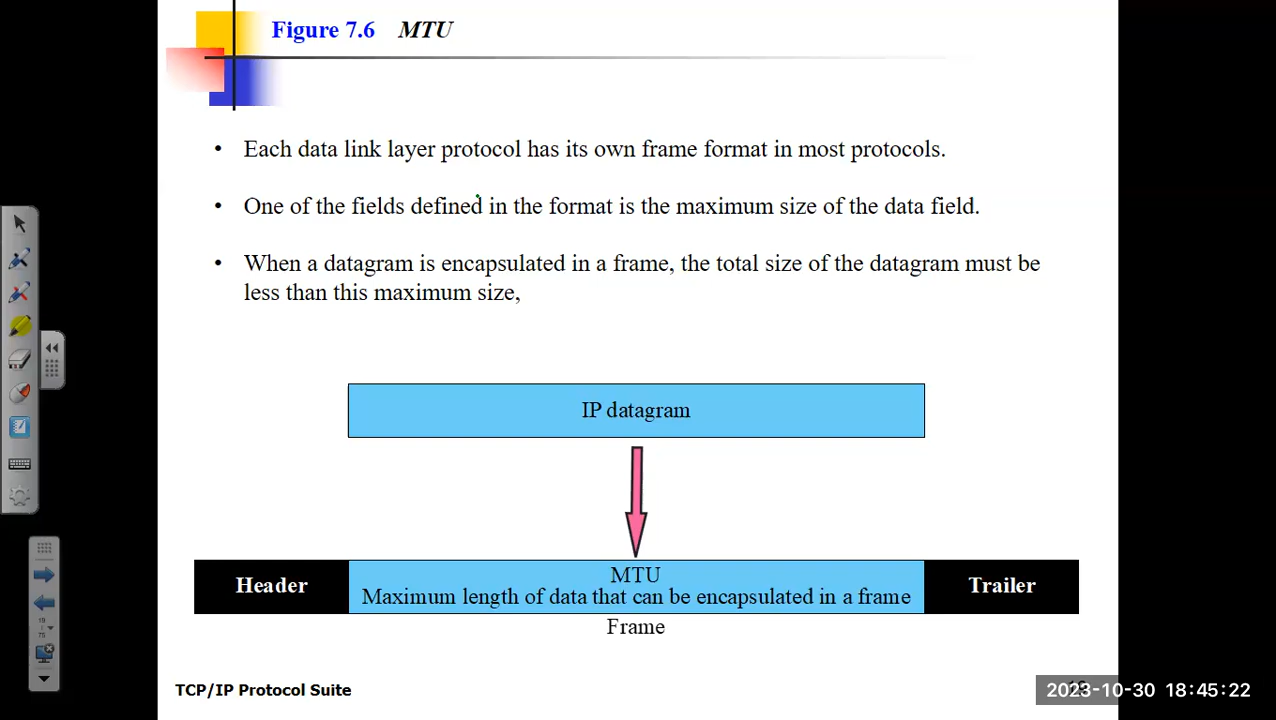 Figure 7.6 MTU
• Each data link layer protocol has its own frame format in most protocols.
• One of the fields defined in the format is the maximum size of the data field.
• When a datagram is encapsulated in a frame, the total size of the datagram must be
less than this maximum size,
IP datagram
Header
MTU
Maximum length of data that can be encapsulated in a frame
Trailer
Frame
19
/
75
TCP/IP Protocol Suite
2023-10-30 18:45:22